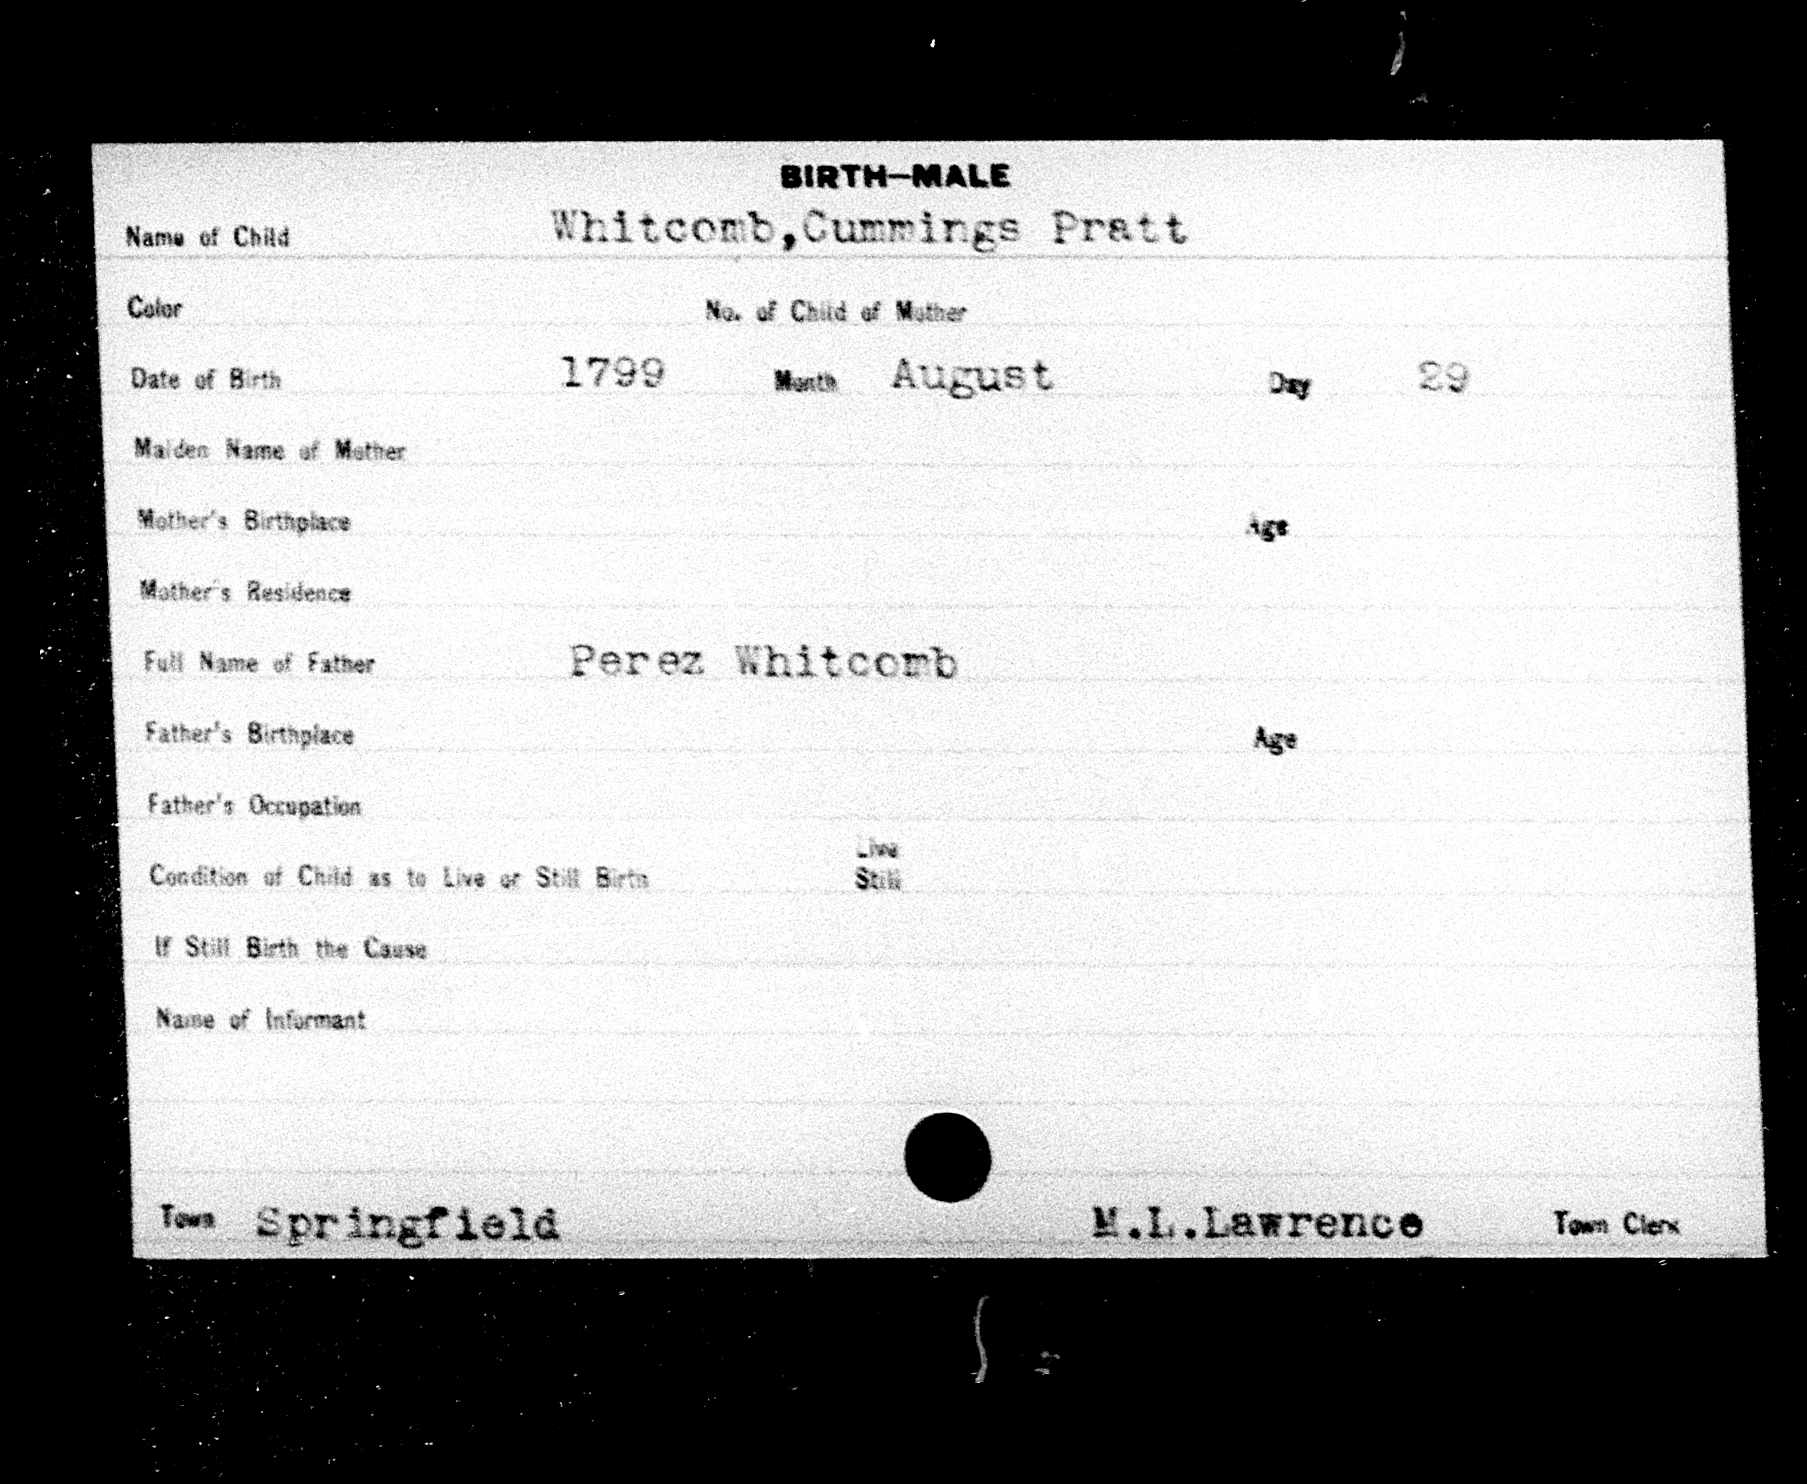 BIRTH—MALE
Name of Child Whitcomb,Cummings Pratt
Color No. of Child of Mother
Date of Birth 1799 Month August Day 29
Maiden Name of Mother
Mother's Birthplace Age
Mother's Residence
Full Name of Father Perez Whitcomb
Father's Birthplace Age
Father's Occupation
Live
Condition of Child as to Live or Still Birth Still
If Still Birth the Cause
Name of Informant
Town Springfield M.L.Lawrence Town Clerk